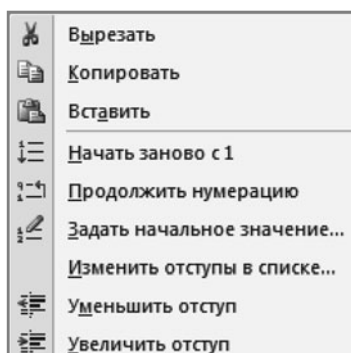 Вырезать
Копировать
Вставить
Начать заново с 1
Продолжить нумерацию
Задать начальное значение...
Изменить отступы в списке...
Уменьшить отступ
Увеличить отступ